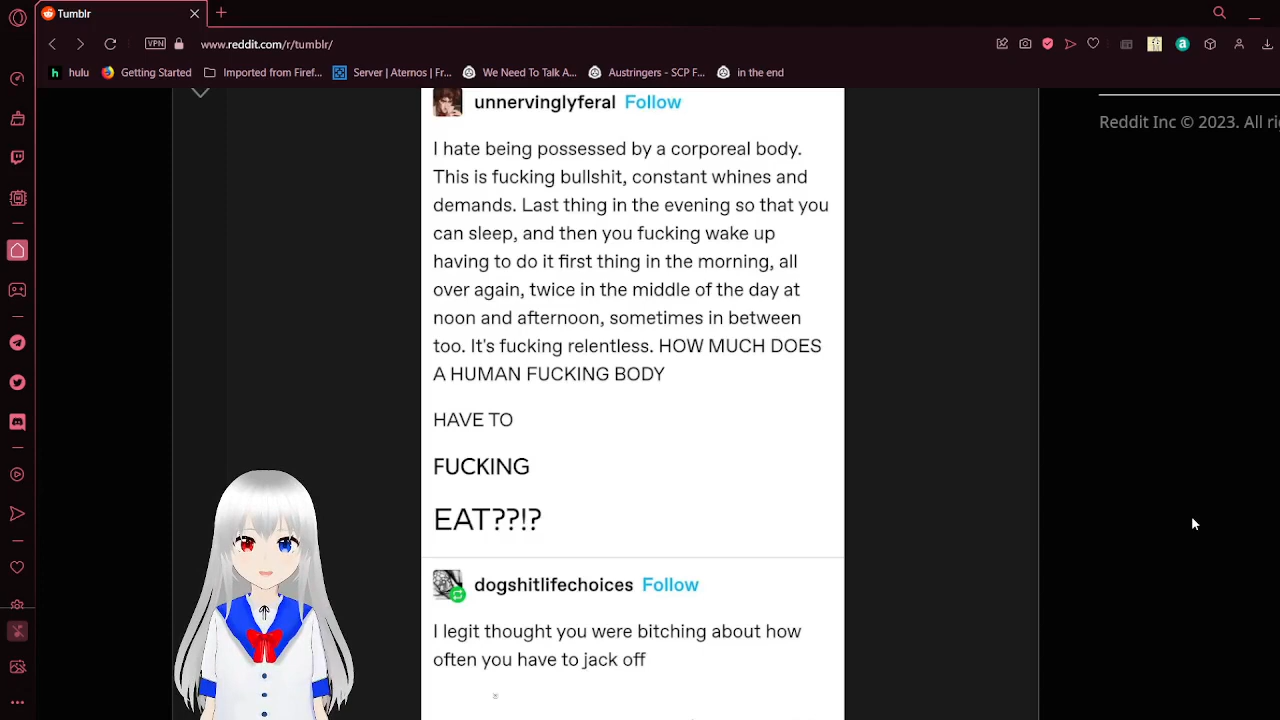 Tumblr
VPN
www.reddit.com/r/tumblr/
hulu
Getting Started
Imported from Firef...
Server | Aternos | Fr...
We Need To Talk A...
Austringers - SCP F...
in the end
unnervinglyferal Follow
I hate being possessed by a corporeal body.
This is fucking bullshit, constant whines and
demands. Last thing in the evening so that you
can sleep, and then you fucking wake up
having to do it first thing in the morning, all
over again, twice in the middle of the day at
noon and afternoon, sometimes in between
too. It's fucking relentless. HOW MUCH DOES
A HUMAN FUCKING BODY
HAVE TO
FUCKING
EAT??!?
dogshitlifechoices Follow
I legit thought you were bitching about how
often you have to jack off
Reddit Inc © 2023. All ri